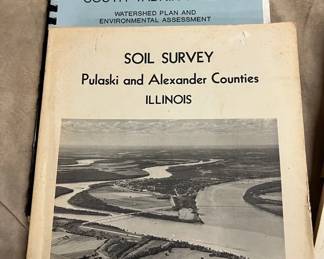 WATERSHED PLAN AND
ENVIRONMENTAL ASSESSMENT
SOIL SURVEY
Pulaski and Alexander Counties
ILLINOIS